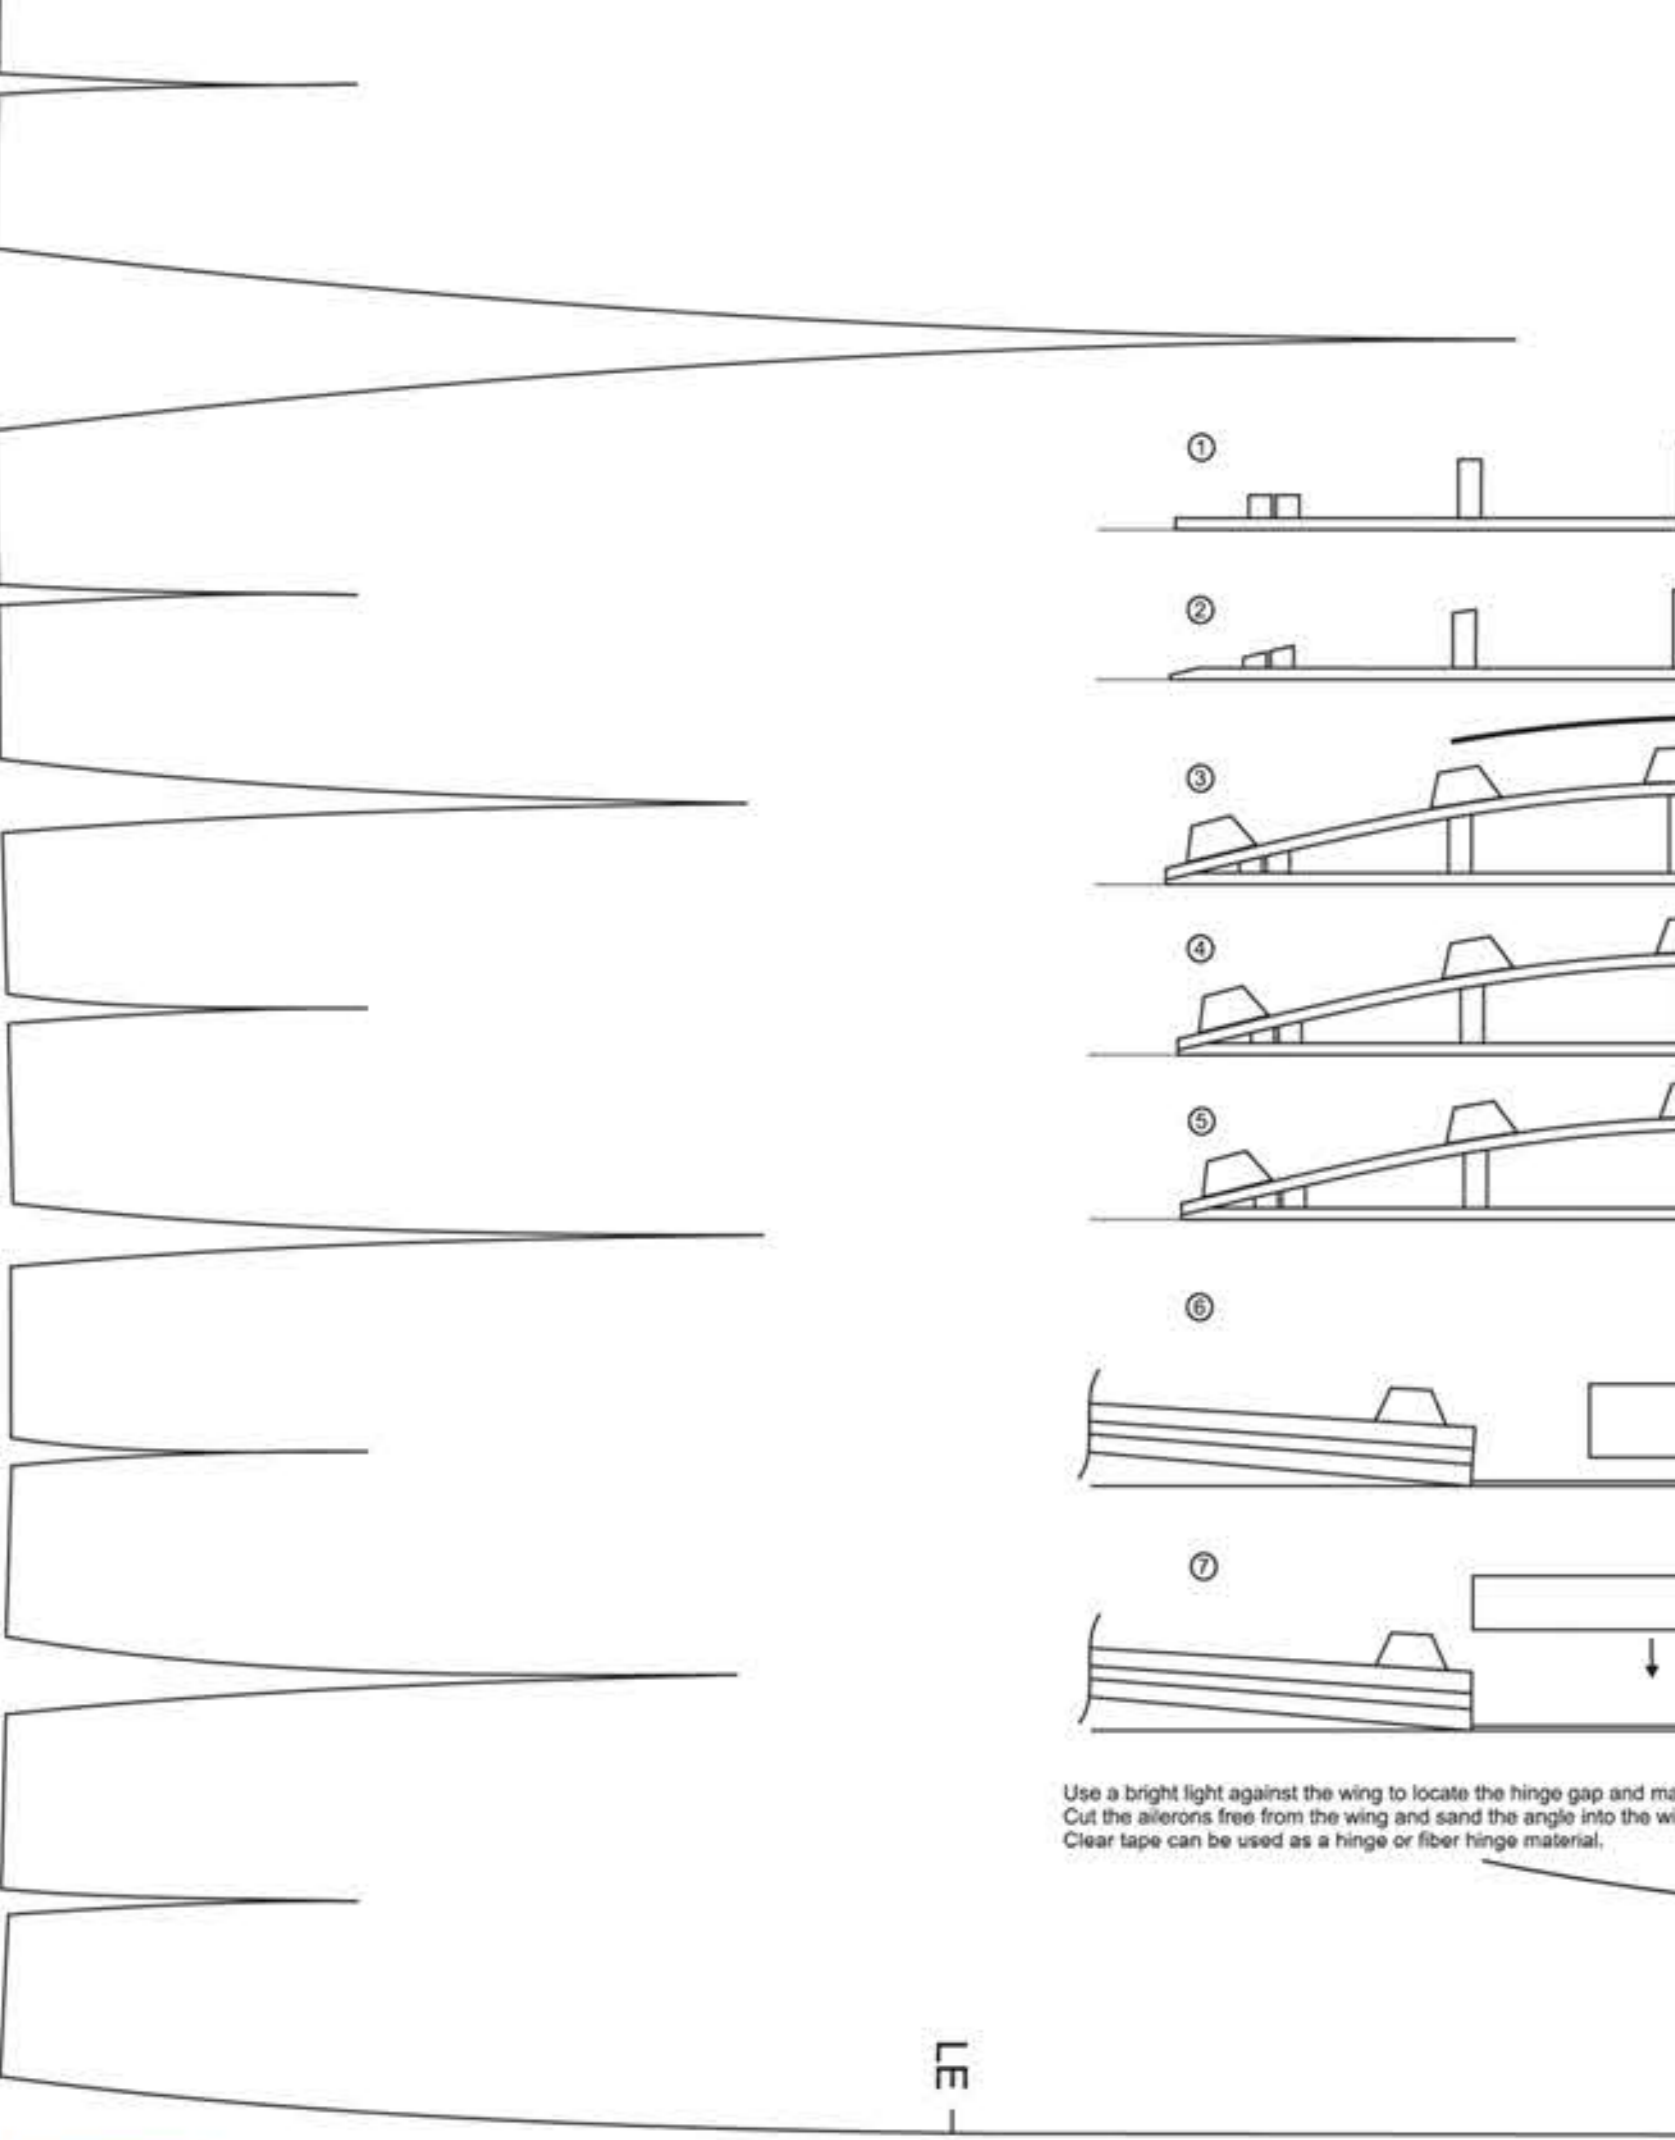 ①
②
③
④
⑤
⑥
⑦
Use a bright light against the wing to locate the hinge gap and
Cut the ailerons free from the wing and sand the angle into the
Clear tape can be used as a hinge or fiber hinge material.
LE